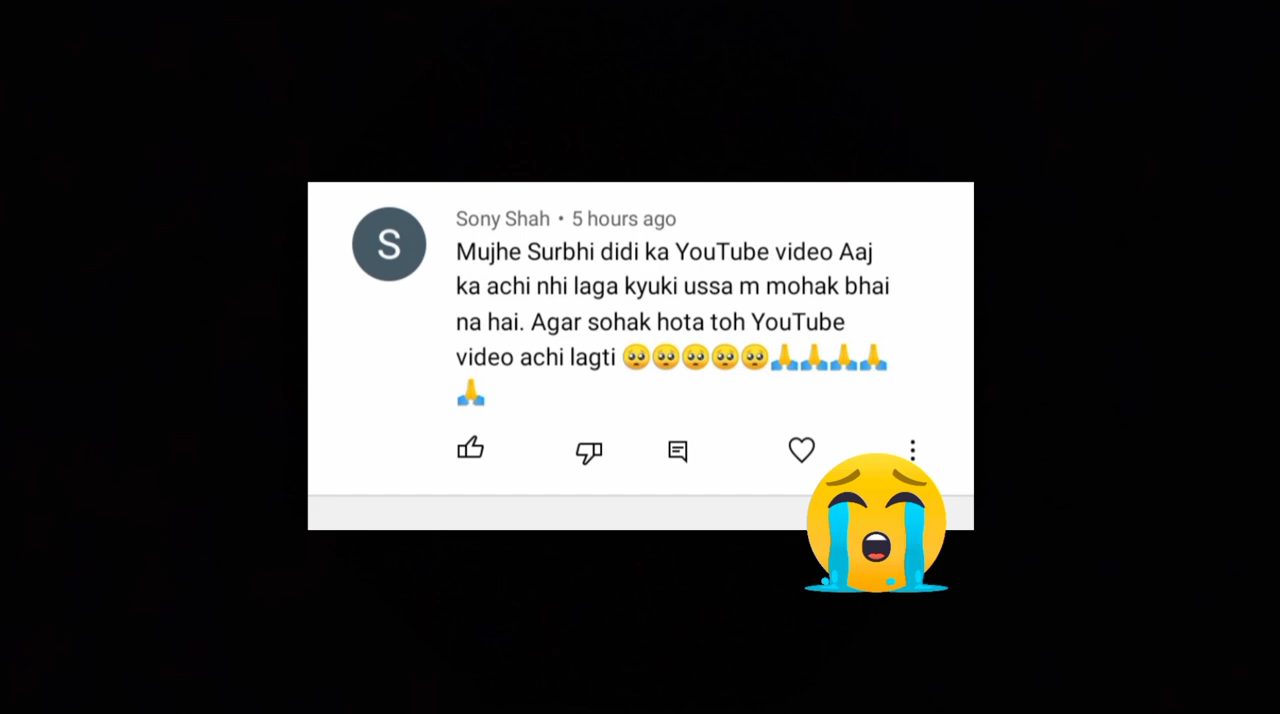 S
Sony Shah • 5 hours ago
Mujhe Surbhi didi ka YouTube video Aaj
ka achi nhi laga kyuki ussa m mohak bhai
na hai. Agar sohak hota toh YouTube
video achi lagti 🥺🥺🥺🥺🥺🙏🙏🙏🙏
🙏